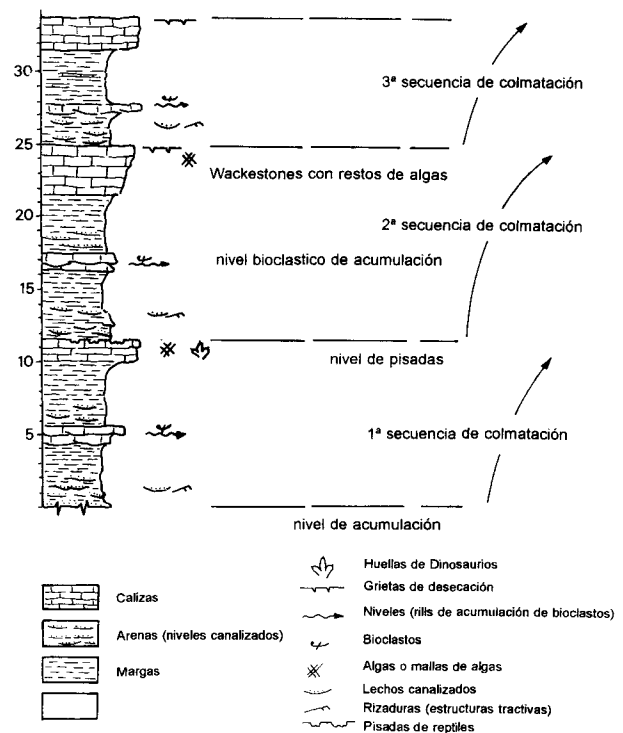 30
3ª secuencia de colmatación
25
Wackestones con restos de algas
20
2ª secuencia de colmatación
nivel bioclastico de acumulación
15
nivel de pisadas
10
1ª secuencia de colmatación
5
nivel de acumulación
Huellas de Dinosaurios
Grietas de desecación
Calizas
Niveles (rills de acumulación de bioclastos)
Arenas (niveles canalizados)
Bioclastos
Margas
Algas o mallas de algas
Lechos canalizados
Rizaduras (estructuras tractivas)
Pisadas de reptiles